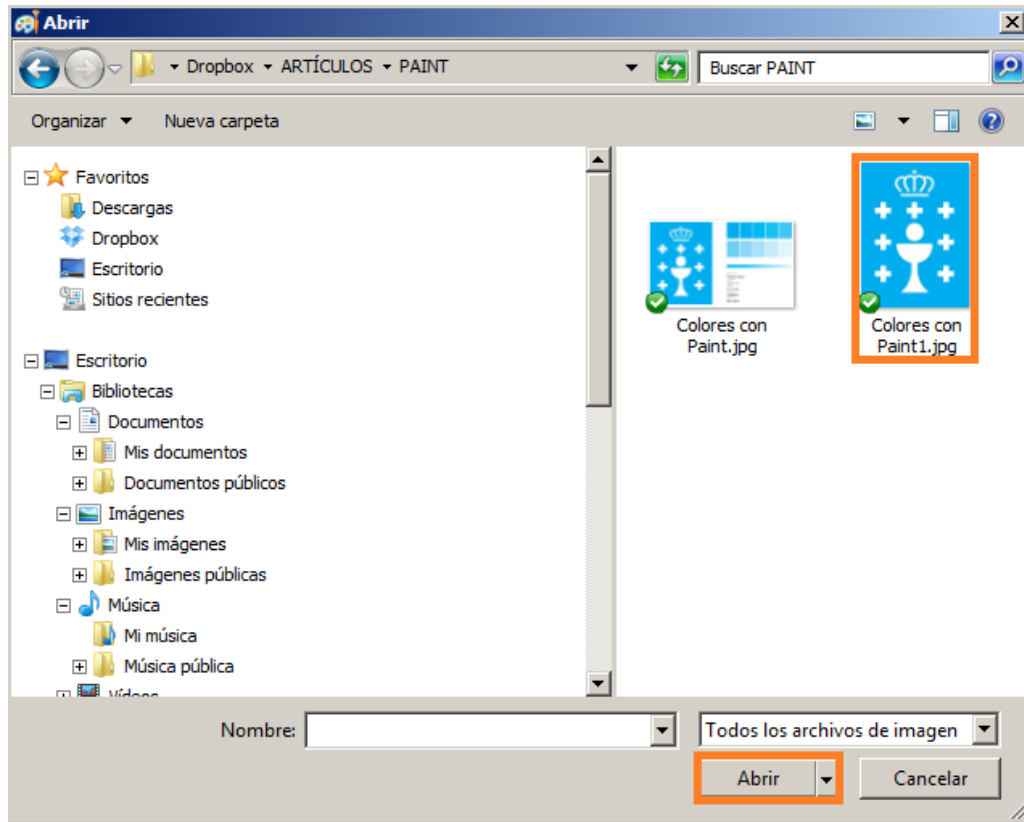 Abrir
Dropbox ARTÍCULOS PAINT
Buscar PAINT
Organizar Nueva carpeta
Favoritos
Descargas
Dropbox
Escritorio
Sitios recientes
Escritorio
Bibliotecas
Documentos
Mis documentos
Documentos públicos
Imágenes
Mis imágenes
Imágenes públicas
Música
Mi música
Música pública
Vídeos
Colores con
Paint.jpg
Colores con
Paint1.jpg
Nombre:
Todos los archivos de imagen
Abrir
Cancelar